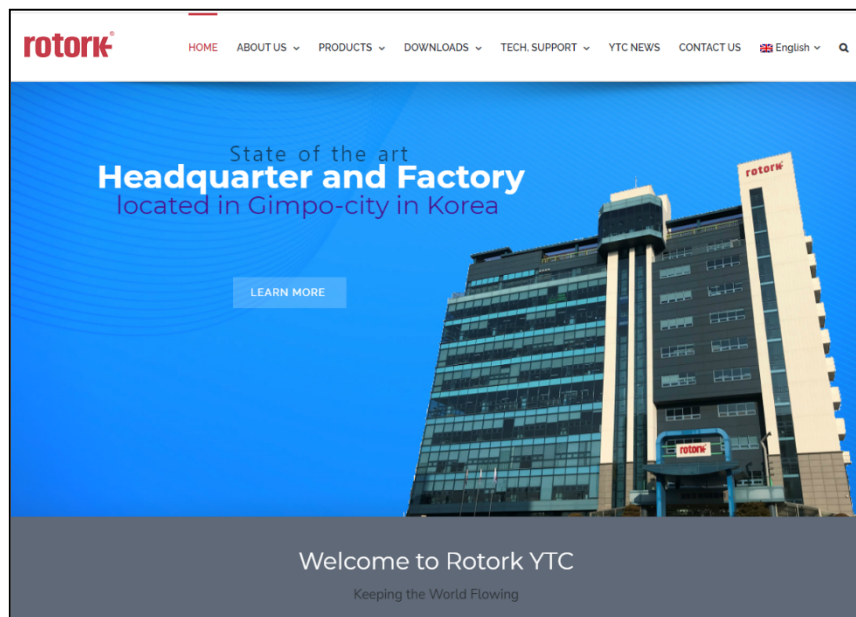 rotork®
HOME ABOUT US PRODUCTS DOWNLOADS TECH. SUPPORT YTC NEWS CONTACT US English
State of the art
Headquarter and Factory
located in Gimpo-city in Korea
LEARN MORE
rotork
rotork
Welcome to Rotork YTC
Keeping the World Flowing